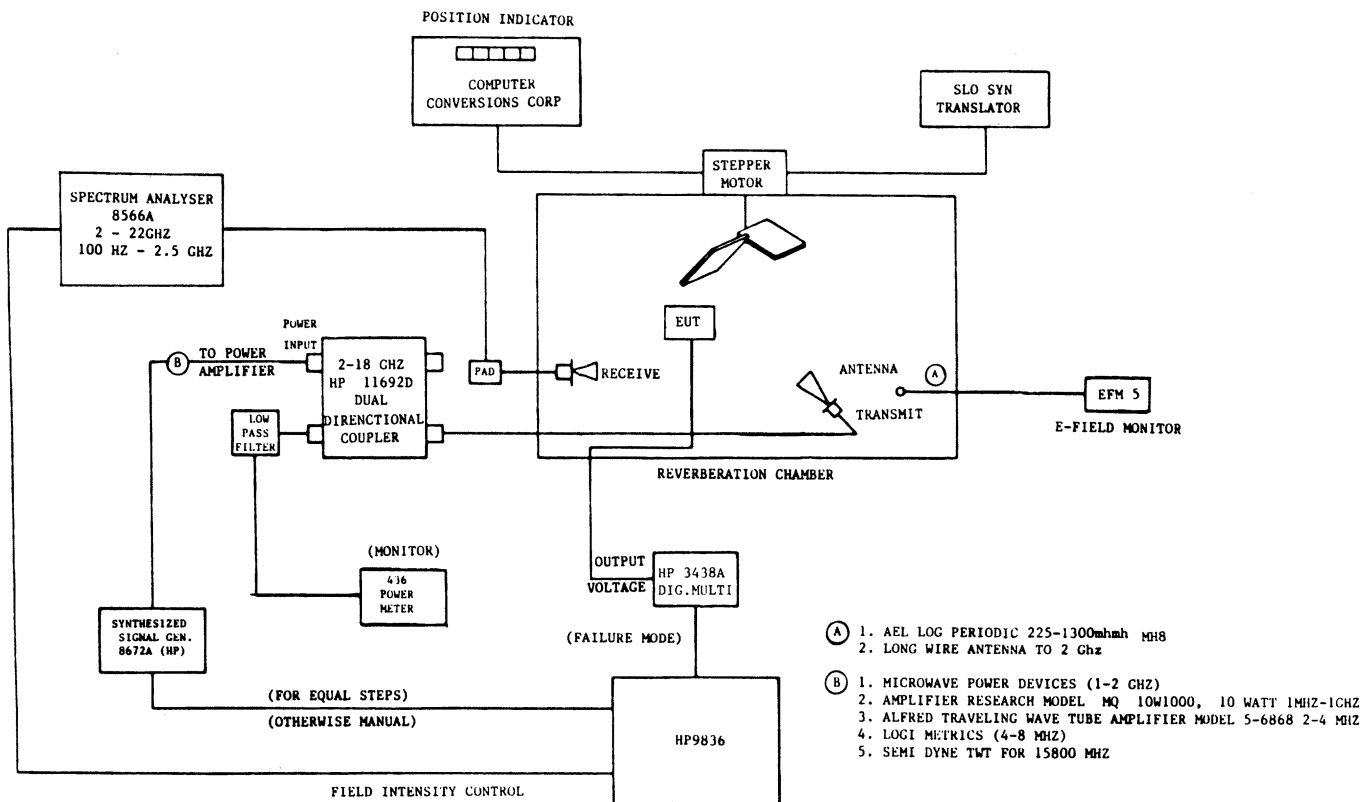 POSITION INDICATOR
COMPUTER
CONVERSIONS CORP
SLO SYN
TRANSLATOR
STEPPER
MOTOR
SPECTRUM ANALYSER
8566A
2 - 22GHZ
100 HZ - 2.5 GHZ
EUT
POWER
INPUT
B
TO POWER
AMPLIFIER
2-18 GHZ
HP 11692D
DUAL
DIRENCTIONAL
COUPLER
PAD
RECEIVE
ANTENNA
TRANSMIT
A
EFM 5
E-FIELD MONITOR
LOW
PASS
FILTER
REVERBERATION CHAMBER
(MONITOR)
436
POWER
METER
OUTPUT
VOLTAGE
HP 3438A
DIG.MULTI
SYNTHESIZED
SIGNAL GEN.
8672A (HP)
(FAILURE MODE)
(FOR EQUAL STEPS)
(OTHERWISE MANUAL)
HP9836
FIELD INTENSITY CONTROL
A 1. AEL LOG PERIODIC 225-1300mhmh MH8
2. LONG WIRE ANTENNA TO 2 Ghz
B 1. MICROWAVE POWER DEVICES (1-2 GHZ)
2. AMPLIFIER RESEARCH MODEL MQ 10W1000, 10 WATT 1MHZ-1GHZ
3. ALFRED TRAVELING WAVE TUBE AMPLIFIER MODEL 5-6868 2-4 MHZ
4. LOGI METRICS (4-8 MHZ)
5. SEMI DYNE TWT FOR 15800 MHZ